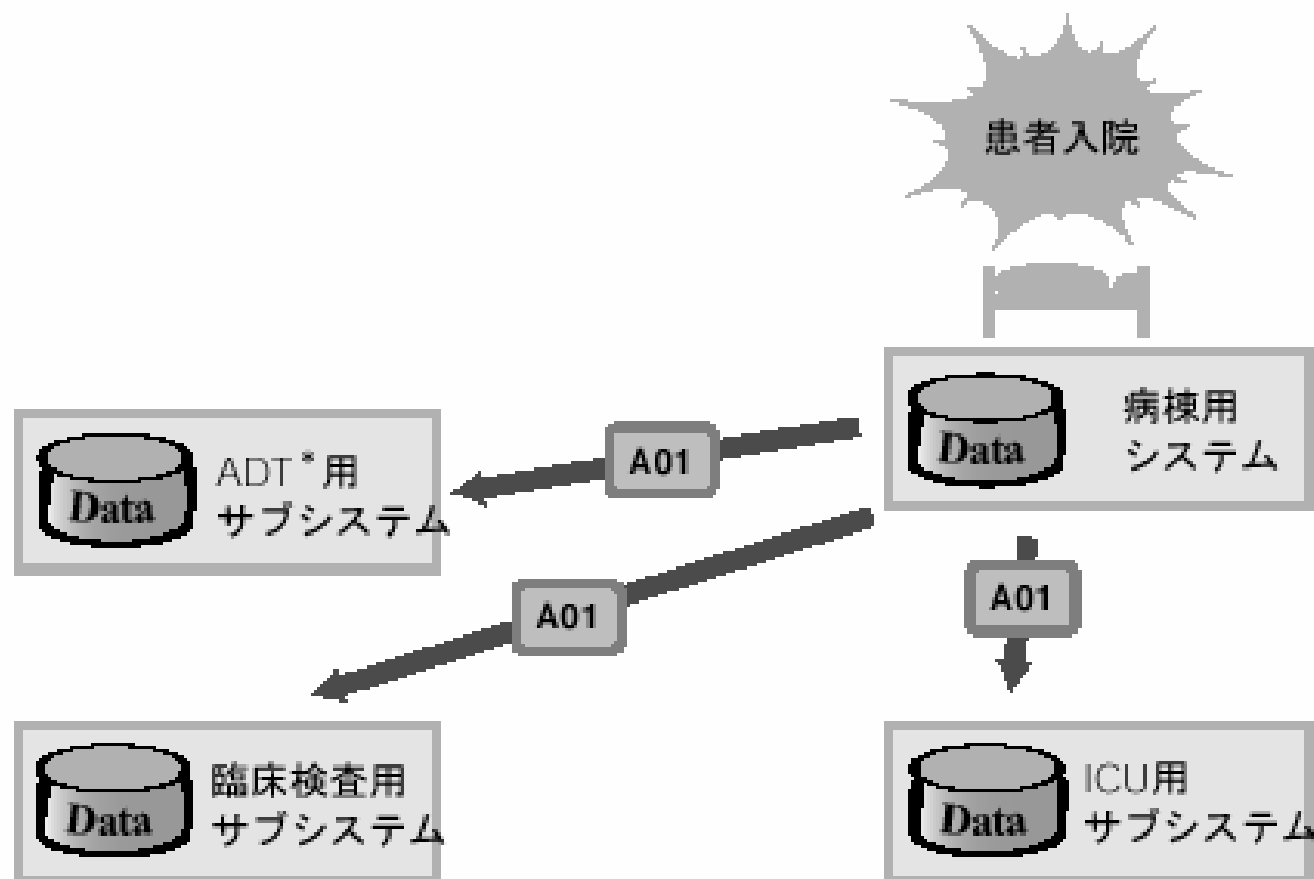 患者入院
Data
病棟用
システム
A01
Data
ADT*用
サブシステム
A01
A01
Data
臨床検査用
サブシステム
Data
ICU用
サブシステム